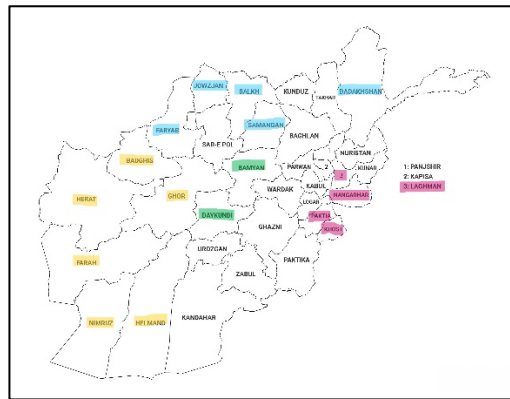 JOWZJAN
BALKH
KUNDUZ
TAKHAR
BADAKHSHAN
FARYAB
SAR-E POL
SAMANGAN
BAGHLAN
BADGHIS
BAMYAN
PARWAN
2
NURISTAN
KUNAR
1: PANJSHIR
2: KAPISA
3: LAGHMAN
HERAT
GHOR
WARDAK
KABUL
3
NANGARHAR
DAYKUNDI
LOGAR
GHAZNI
PAKTIA
KHOST
UROZGAN
FARAH
ZABUL
PAKTIKA
NIMRUZ
HELMAND
KANDAHAR